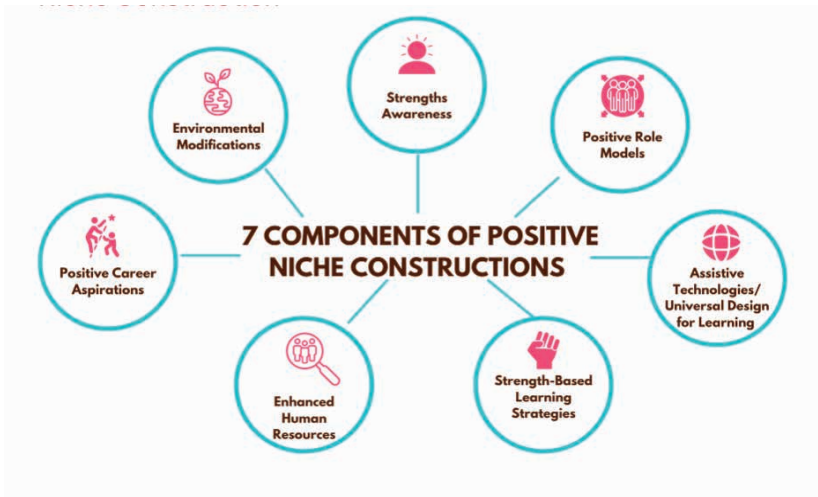 7 COMPONENTS OF POSITIVE
NICHE CONSTRUCTIONS
Strengths
Awareness
Positive Role
Models
Assistive
Technologies/
Universal Design
for Learning
Strength-Based
Learning
Strategies
Enhanced
Human
Resources
Positive Career
Aspirations
Environmental
Modifications